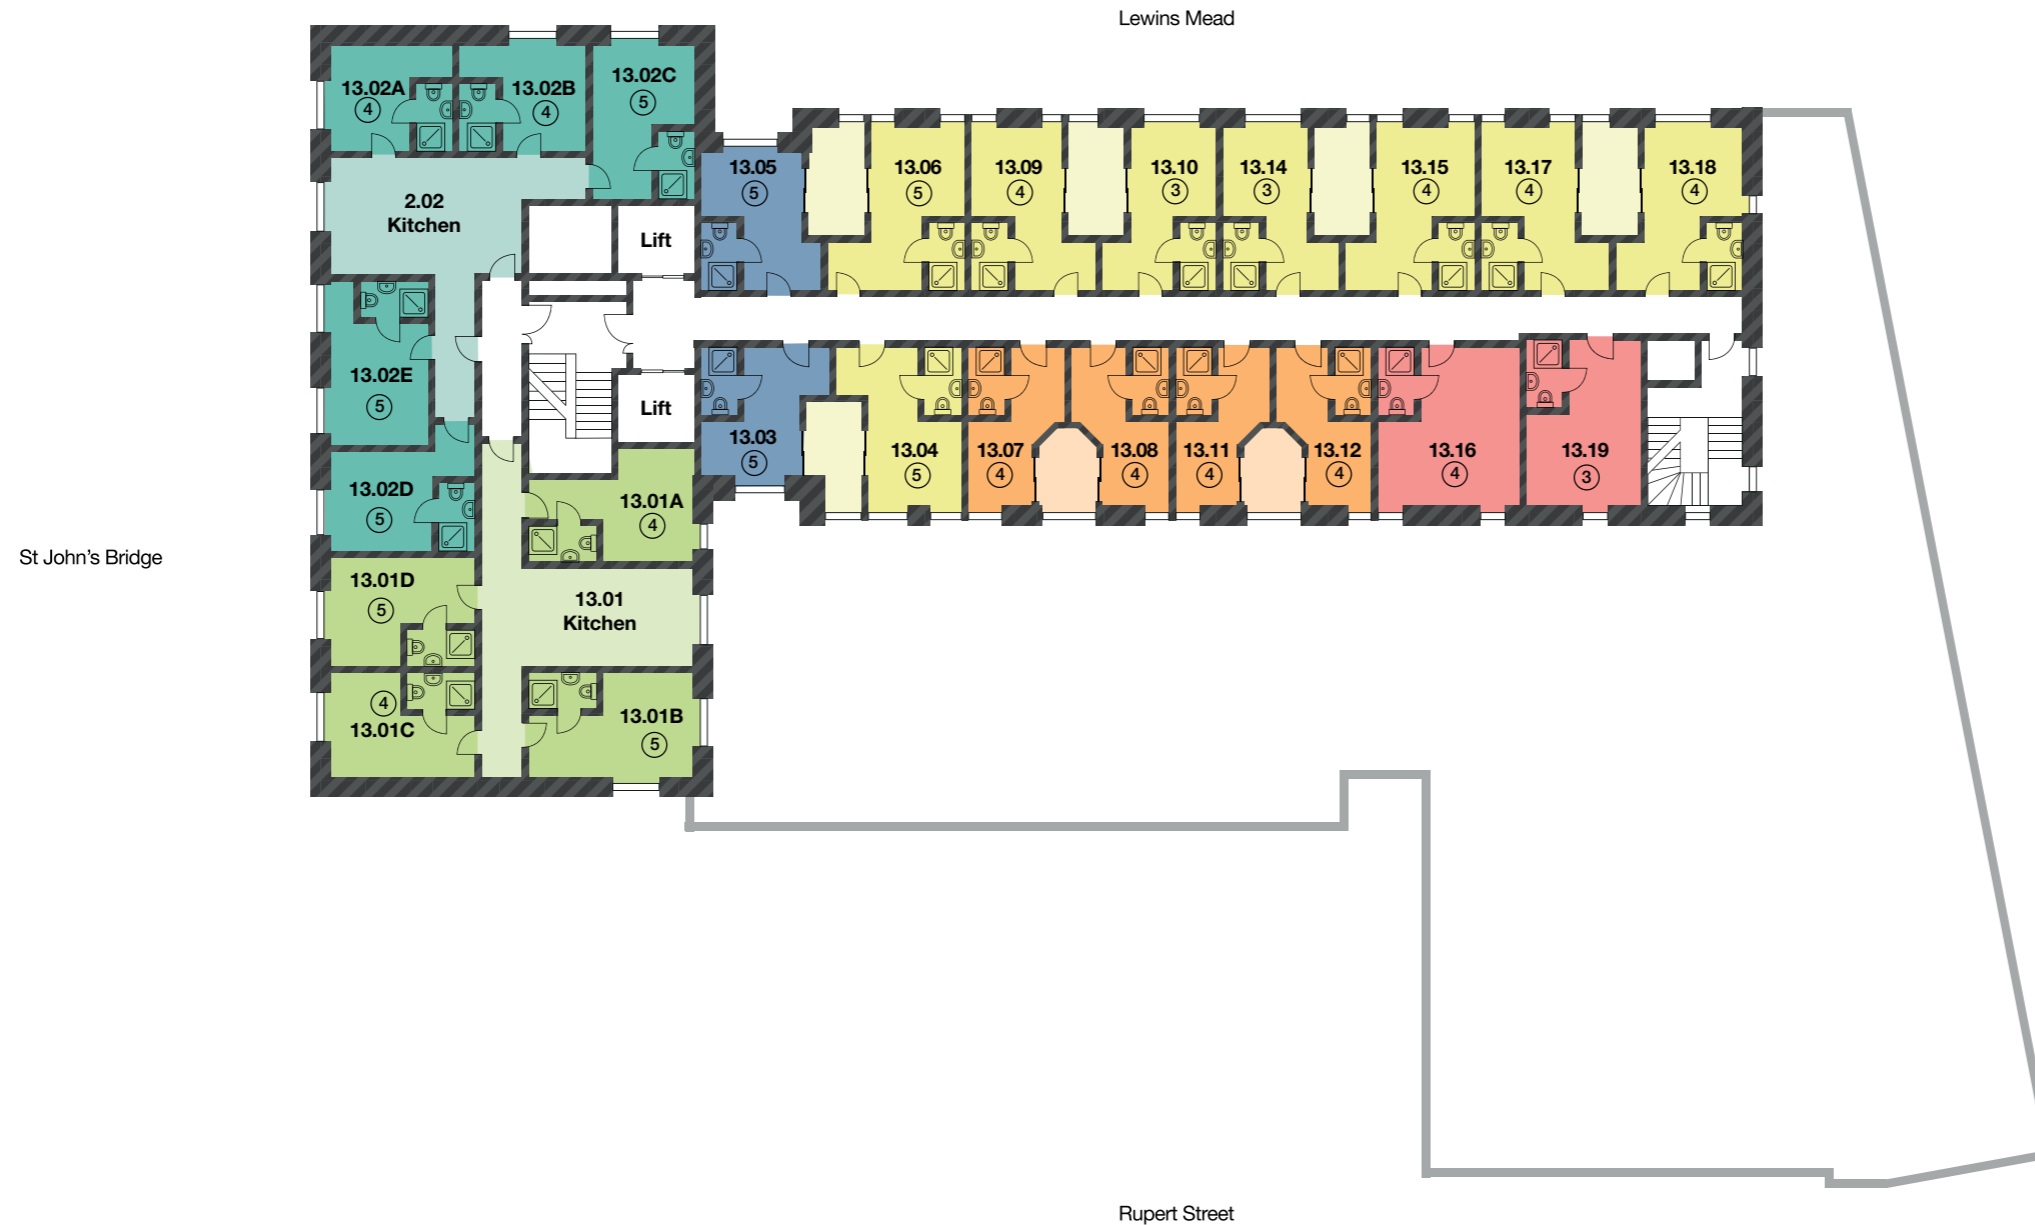 Lewins Mead
13.02A
4
13.02B
4
13.02C
5
2.02
Kitchen
Lift
13.05
5
13.06
5
13.09
4
13.10
3
13.14
3
13.15
4
13.17
4
13.18
4
13.02E
5
Lift
13.03
5
13.04
5
13.07
4
13.08
4
13.11
4
13.12
4
13.16
4
13.19
3
13.02D
5
13.01A
4
St John's Bridge
13.01D
5
13.01
Kitchen
4
13.01C
13.01B
5
Rupert Street